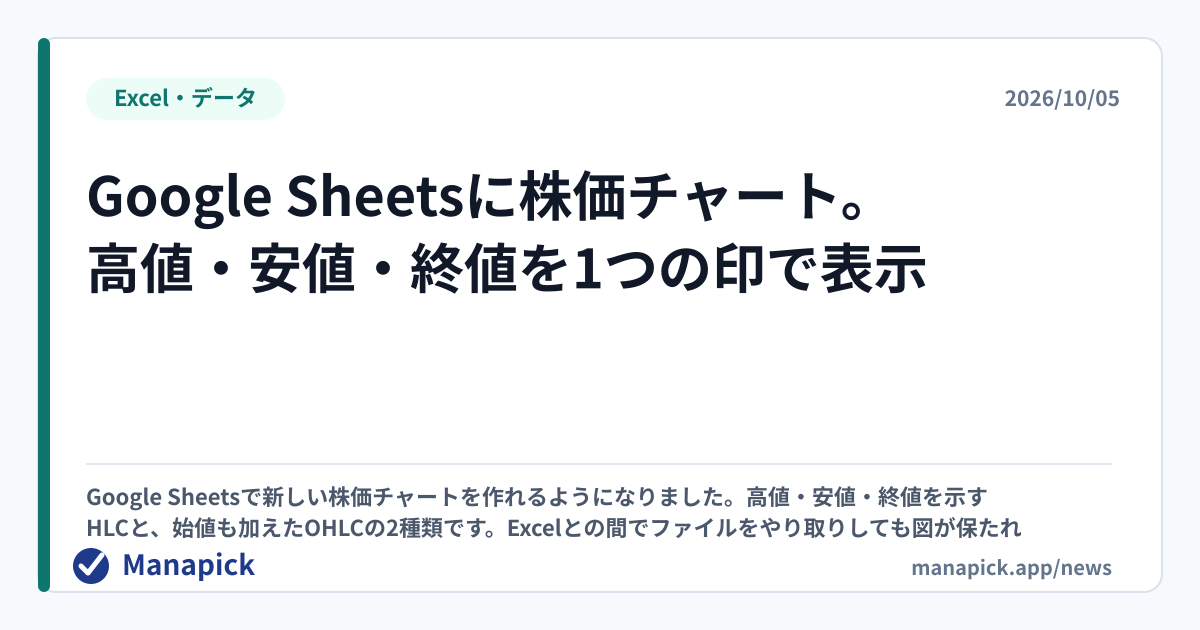 Excel・データ
2026/10/05
Google Sheetsに株価チャート。
高値・安値・終値を1つの印で表示
Google Sheetsで新しい株価チャートを作れるようになりました。高値・安値・終値を示す
HLCと、始値も加えたOHLCの2種類です。Excelとの間でファイルをやり取りしても図が保たれ
Manapick
manapick.app/news